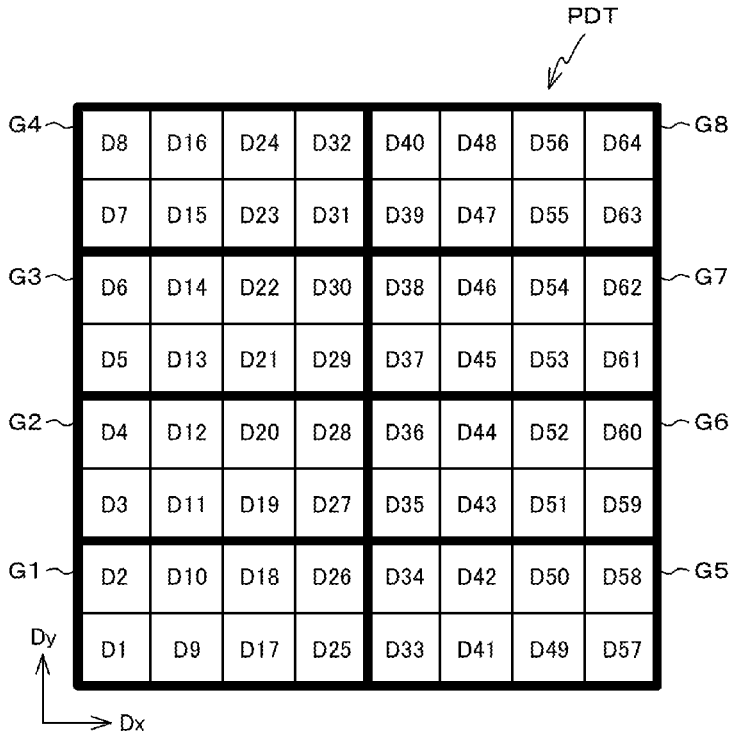 PDT
G4 D8 D16 D24 D32 D40 D48 D56 D64 G8
D7 D15 D23 D31 D39 D47 D55 D63
G3 D6 D14 D22 D30 D38 D46 D54 D62 G7
D5 D13 D21 D29 D37 D45 D53 D61
G2 D4 D12 D20 D28 D36 D44 D52 D60 G6
D3 D11 D19 D27 D35 D43 D51 D59
G1 D2 D10 D18 D26 D34 D42 D50 D58 G5
D1 D9 D17 D25 D33 D41 D49 D57
Dy
Dx